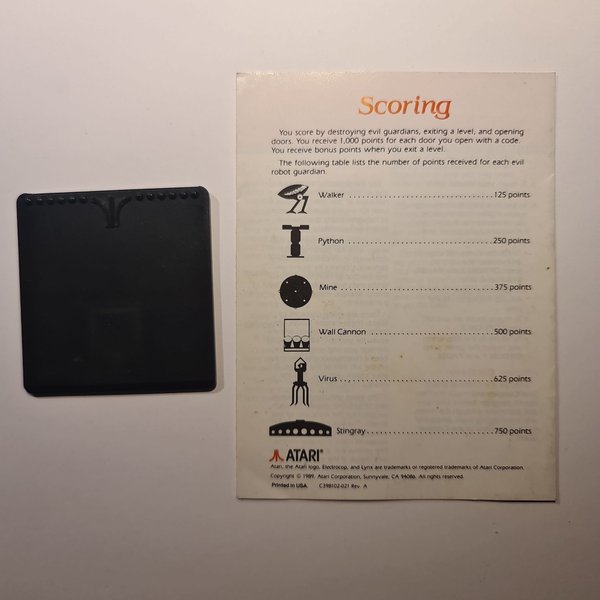 Scoring
You score by destroying evil guardians, exiting a level, and opening
doors. You receive 1,000 points for each door you open with a code.
You receive bonus points when you exit a level.
The following table lists the number of points received for each evil
robot guardian.
Walker ........................................ 125 points
Python ........................................ 250 points
Mine ........................................ 375 points
Wall Cannon ................................ 500 points
Virus ........................................ 625 points
Stingray .................................... 750 points
ATARI®
Atari, the Atari logo, Electrocop, and Lynx are trademarks or registered trademarks of Atari Corporation.
Copyright © 1989, Atari Corporation, Sunnyvale, CA 94086. All rights reserved.
Printed in USA. C398102-021 Rev. A